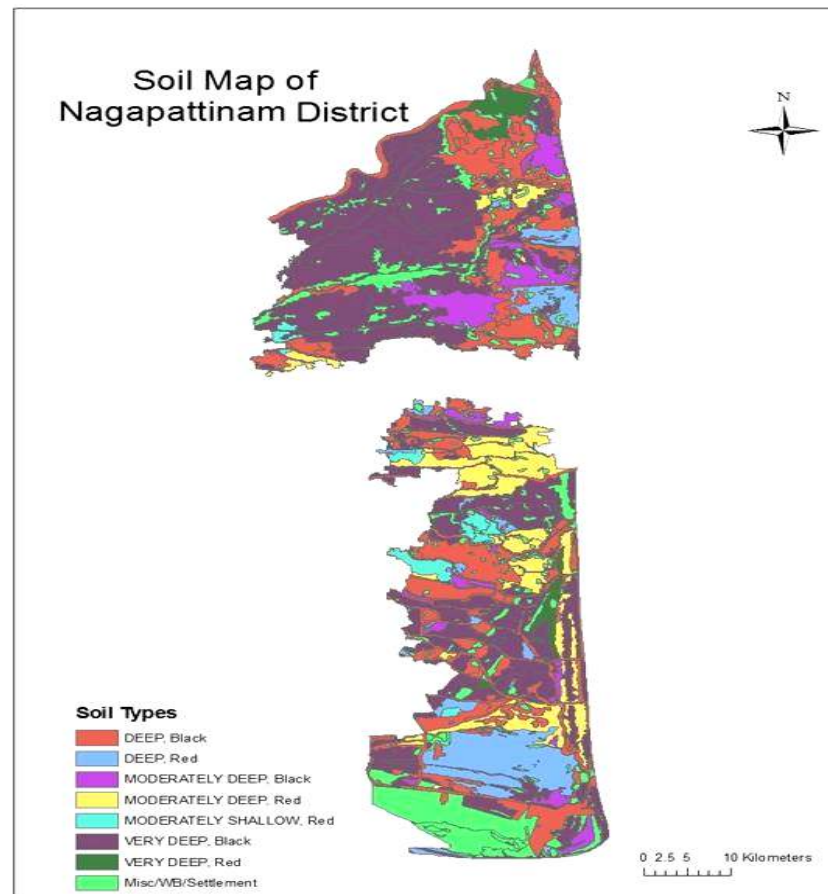 Soil Map of
Nagapattinam District
N
Soil Types
DEEP, Black
DEEP, Red
MODERATELY DEEP, Black
MODERATELY DEEP, Red
MODERATELY SHALLOW, Red
VERY DEEP, Black
VERY DEEP, Red
Misc/WB/Settlement
0 2.5 5 10 Kilometers